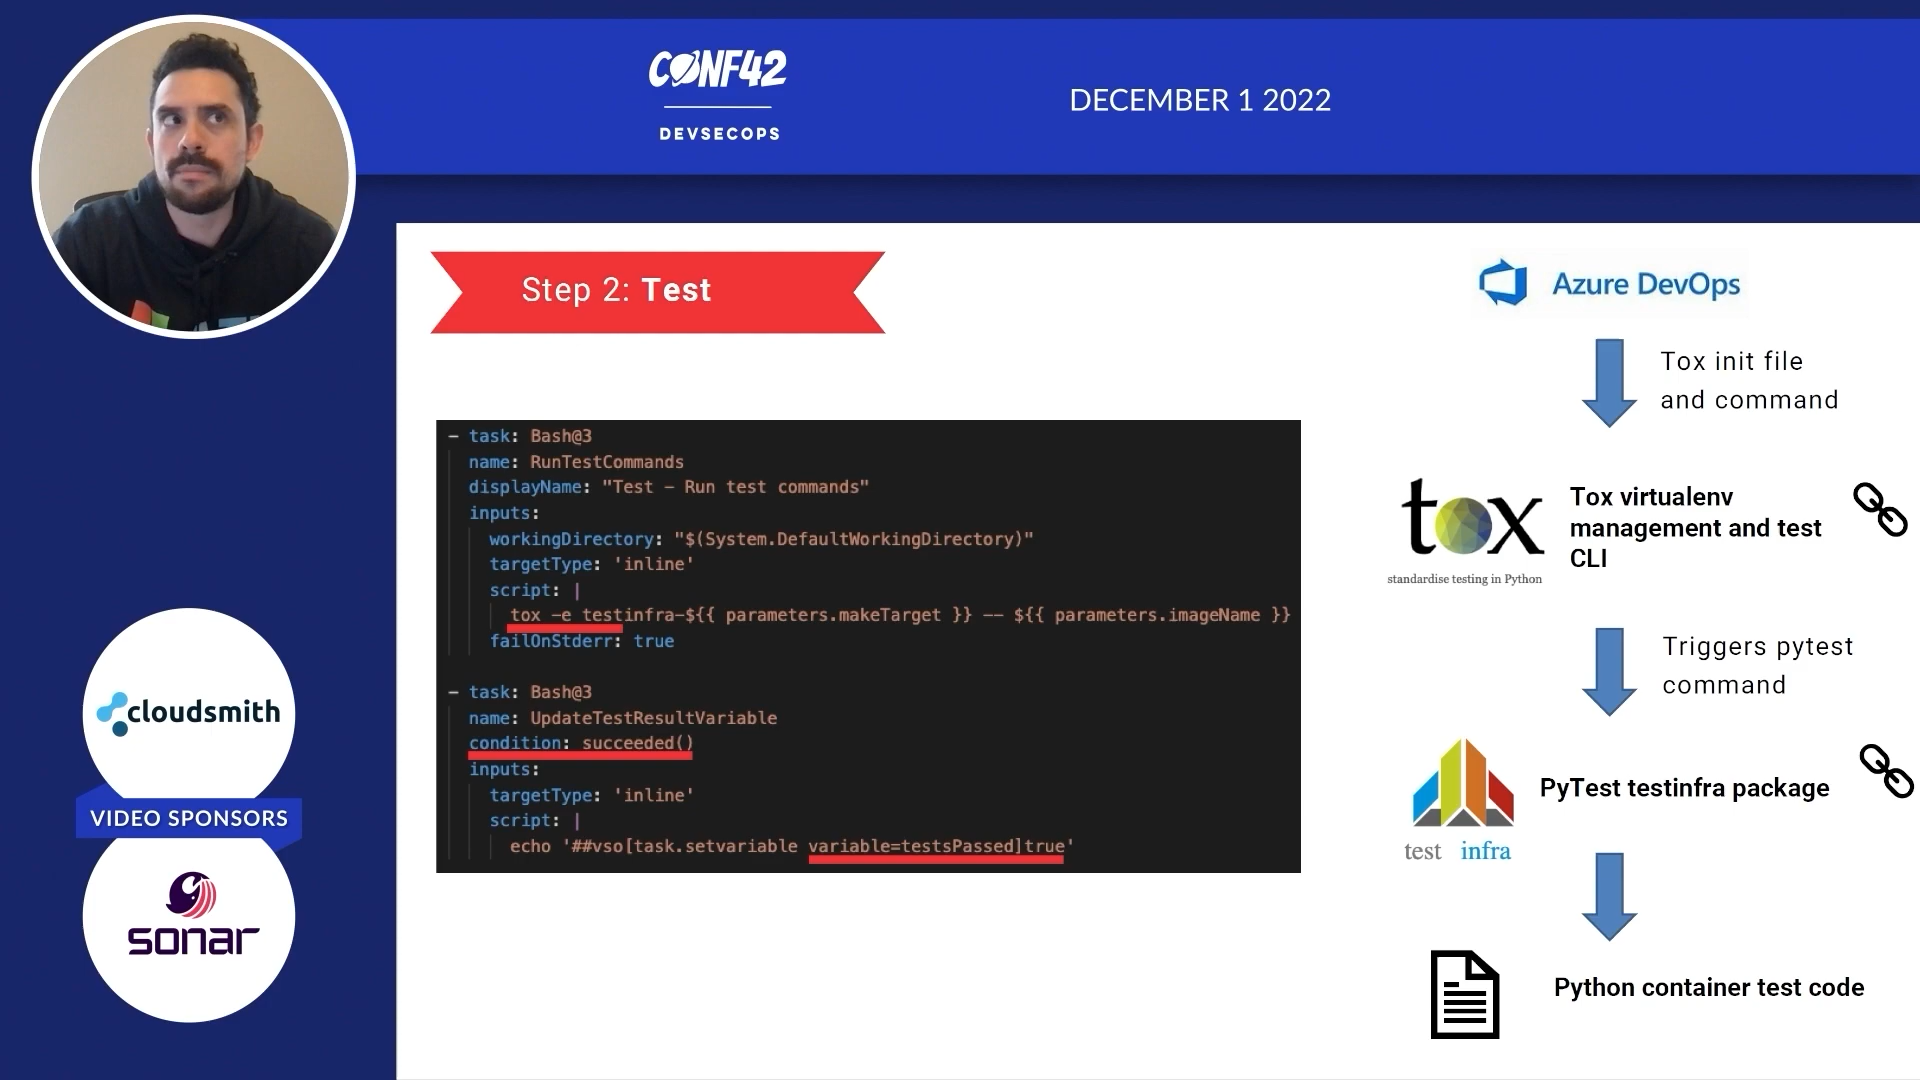 CONF42
DEVSECOPS
DECEMBER 1 2022
Step 2: Test
- task: Bash@3
name: RunTestCommands
displayName: "Test - Run test commands"
inputs:
workingDirectory: "$(System.DefaultWorkingDirectory)"
targetType: 'inline'
script: |
tox -e testinfra-${{ parameters.makeTarget }} -- ${{ parameters.imageName }}
failOnStderr: true
- task: Bash@3
name: UpdateTestResultVariable
condition: succeeded()
inputs:
targetType: 'inline'
script: |
echo '##vso[task.setvariable variable=testsPassed]true'
Azure DevOps
Tox init file
and command
tox
standardise testing in Python
Tox virtualenv
management and test
CLI
Triggers pytest
command
test infra
PyTest testinfra package
Python container test code
cloudsmith
VIDEO SPONSORS
sonar